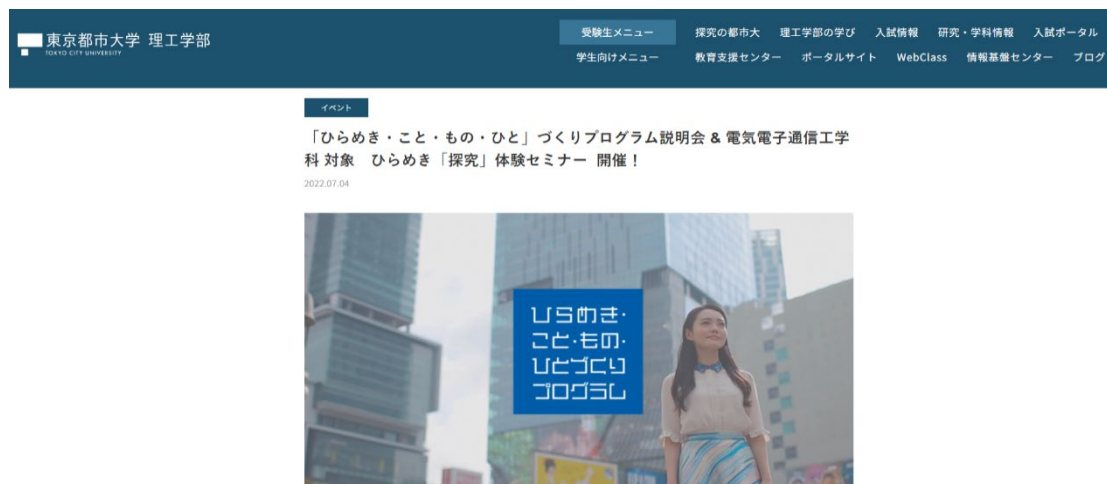 東京都市大学 理工学部
TOKYO CITY UNIVERSITY
受験生メニュー 探究の都市大 理工学部の学び 入試情報 研究・学科情報 入試ポータル
学生向けメニュー 教育支援センター ポータルサイト WebClass 情報基盤センター ブログ
イベント
「ひらめき・こと・もの・ひと」づくりプログラム説明会 & 電気電子通信工学
科 対象　ひらめき「探究」体験セミナー 開催！
2022.07.04
ひらめき・
こと・もの・
ひとづくり
プログラム